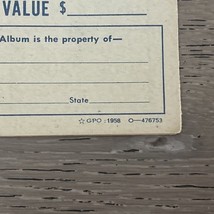 VALUE $
Album is the property of—
State
☆ GPO : 1958 O—476753